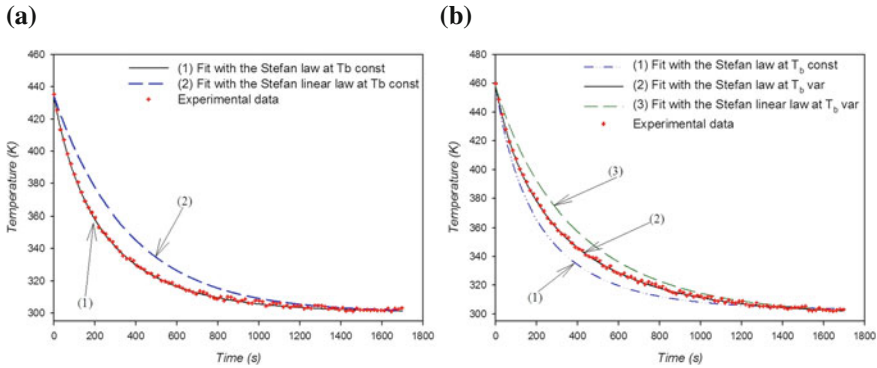 (a)
460
440
420
400
380
360
340
320
300
0 200 400 600 800 1000 1200 1400 1600 1800
Temperature (K)
Time (s)
(1) Fit with the Stefan law at Tb const
(2) Fit with the Stefan linear law at Tb const
Experimental data
(2)
(1)
(b)
480
460
440
420
400
380
360
340
320
300
0 200 400 600 800 1000 1200 1400 1600 1800
Temperature (K)
Time (s)
(1) Fit with the Stefan law at Tb const
(2) Fit with the Stefan law at Tb var
(3) Fit with the Stefan linear law at Tb var
Experimental data
(3)
(2)
(1)